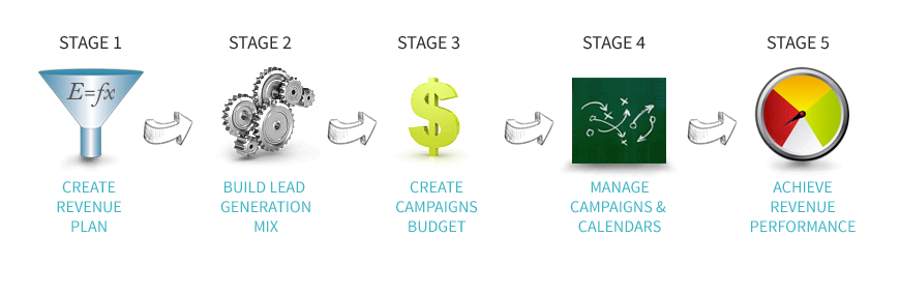 STAGE 1
STAGE 2
STAGE 3
STAGE 4
STAGE 5
E=fx
$
CREATE
REVENUE
PLAN
BUILD LEAD
GENERATION
MIX
CREATE
CAMPAIGNS
BUDGET
MANAGE
CAMPAIGNS &
CALENDARS
ACHIEVE
REVENUE
PERFORMANCE